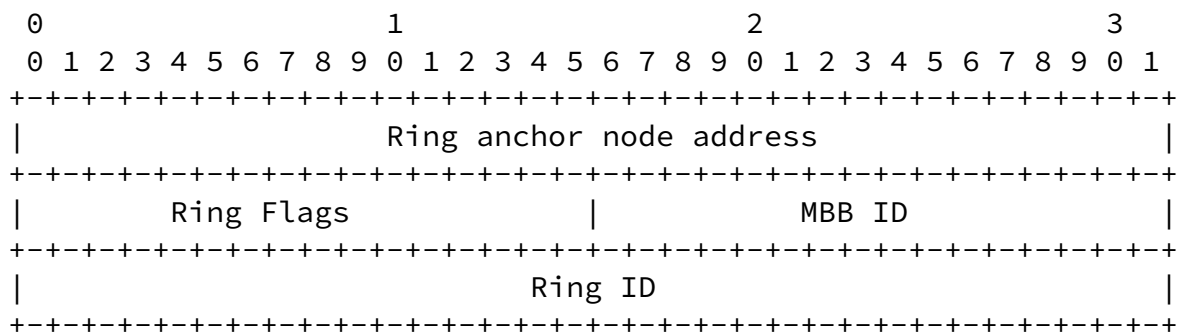 0                   1                   2                   3
 0 1 2 3 4 5 6 7 8 9 0 1 2 3 4 5 6 7 8 9 0 1 2 3 4 5 6 7 8 9 0 1
+-+-+-+-+-+-+-+-+-+-+-+-+-+-+-+-+-+-+-+-+-+-+-+-+-+-+-+-+-+-+-+-+
|                    Ring anchor node address                   |
+-+-+-+-+-+-+-+-+-+-+-+-+-+-+-+-+-+-+-+-+-+-+-+-+-+-+-+-+-+-+-+-+
|        Ring Flags             |           MBB ID              |
+-+-+-+-+-+-+-+-+-+-+-+-+-+-+-+-+-+-+-+-+-+-+-+-+-+-+-+-+-+-+-+-+
|                            Ring ID                            |
+-+-+-+-+-+-+-+-+-+-+-+-+-+-+-+-+-+-+-+-+-+-+-+-+-+-+-+-+-+-+-+-+